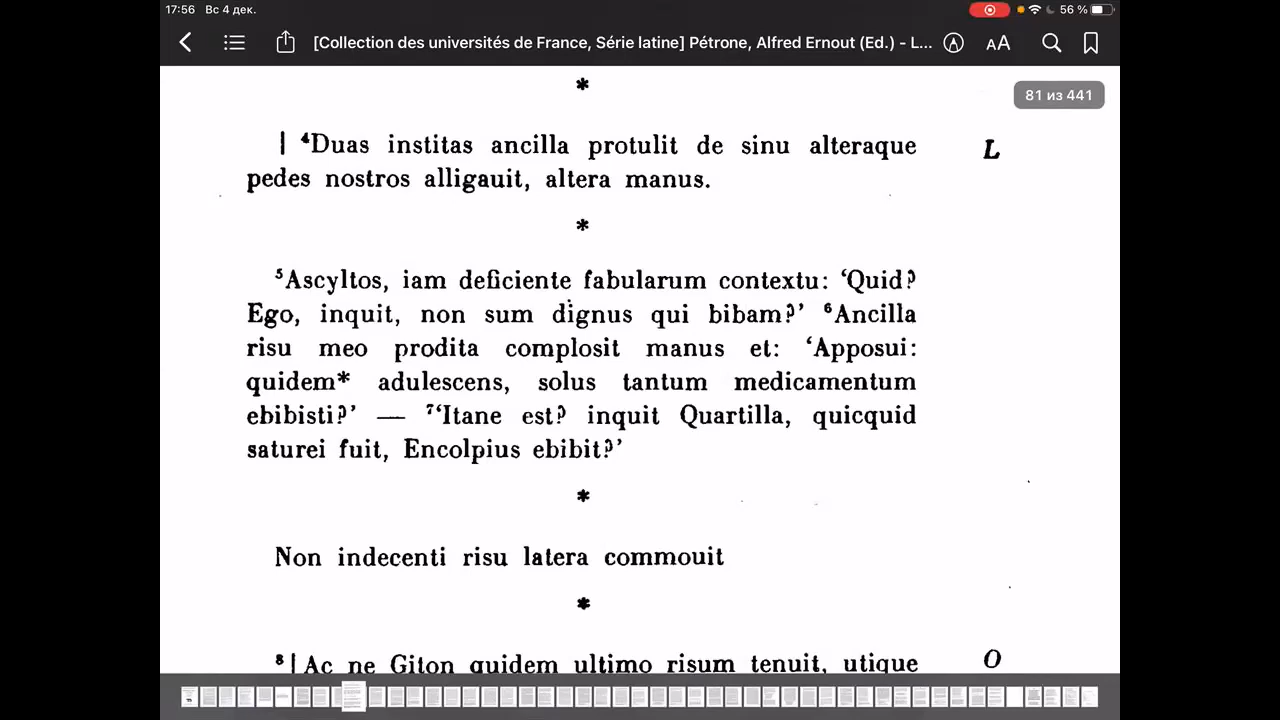 17:56 Вс 4 дек.
56 %
[Collection des universités de France, Série latine] Pétrone, Alfred Ernout (Ed.) - L...
AA
81 из 441
*
| ⁴Duas institas ancilla protulit de sinu alteraque L
pedes nostros alligauit, altera manus.
*
⁵Ascyltos, iam deficiente fabularum contextu: ‘Quid?
Ego, inquit, non sum dignus qui bibam?’ ⁶Ancilla
risu meo prodita complosit manus et: ‘Apposui:
quidem* adulescens, solus tantum medicamentum
ebibisti?’ — ⁷‘Itane est? inquit Quartilla, quicquid
saturei fuit, Encolpius ebibit?’
*
Non indecenti risu latera commouit
*
⁸| Ac ne Giton quidem ultimo risum tenuit, utique O